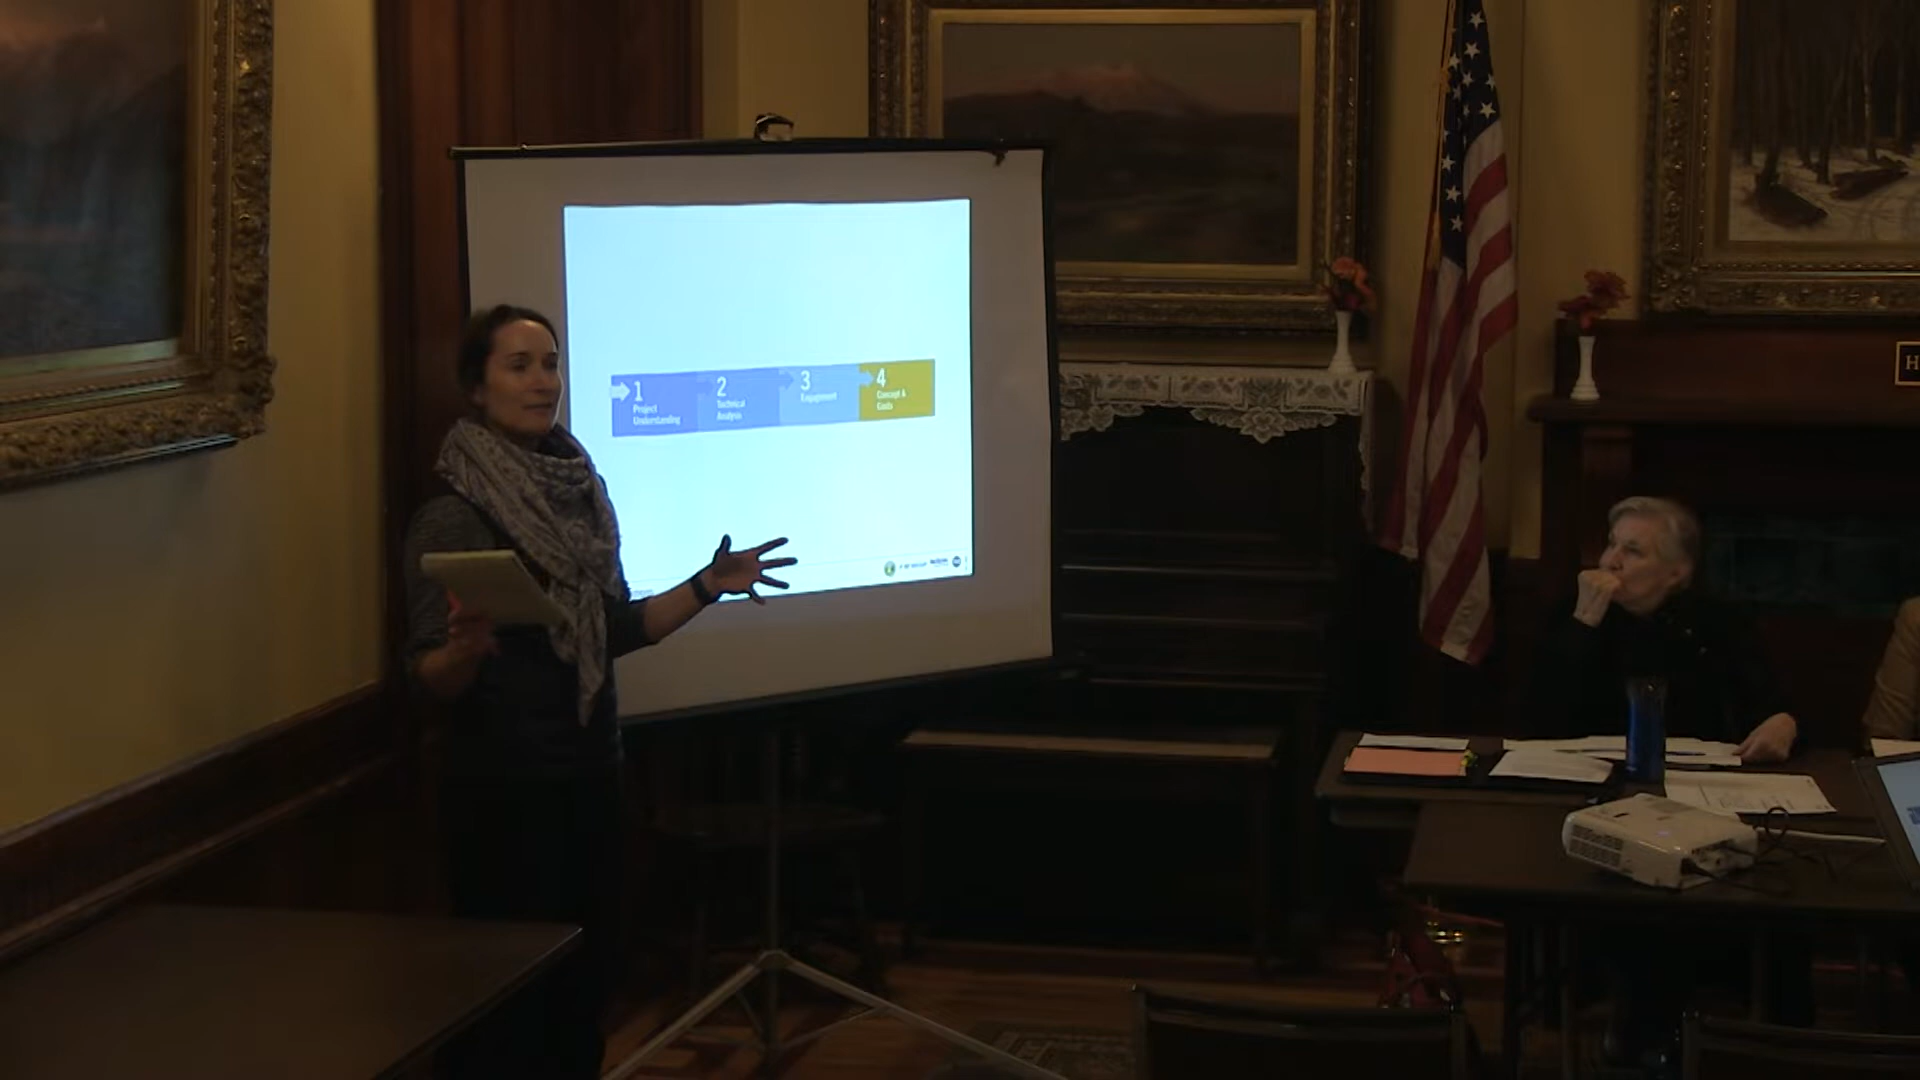 1
Project
Understanding
2
Technical
Analysis
3
Engagement
4
Concept &
Goals
H